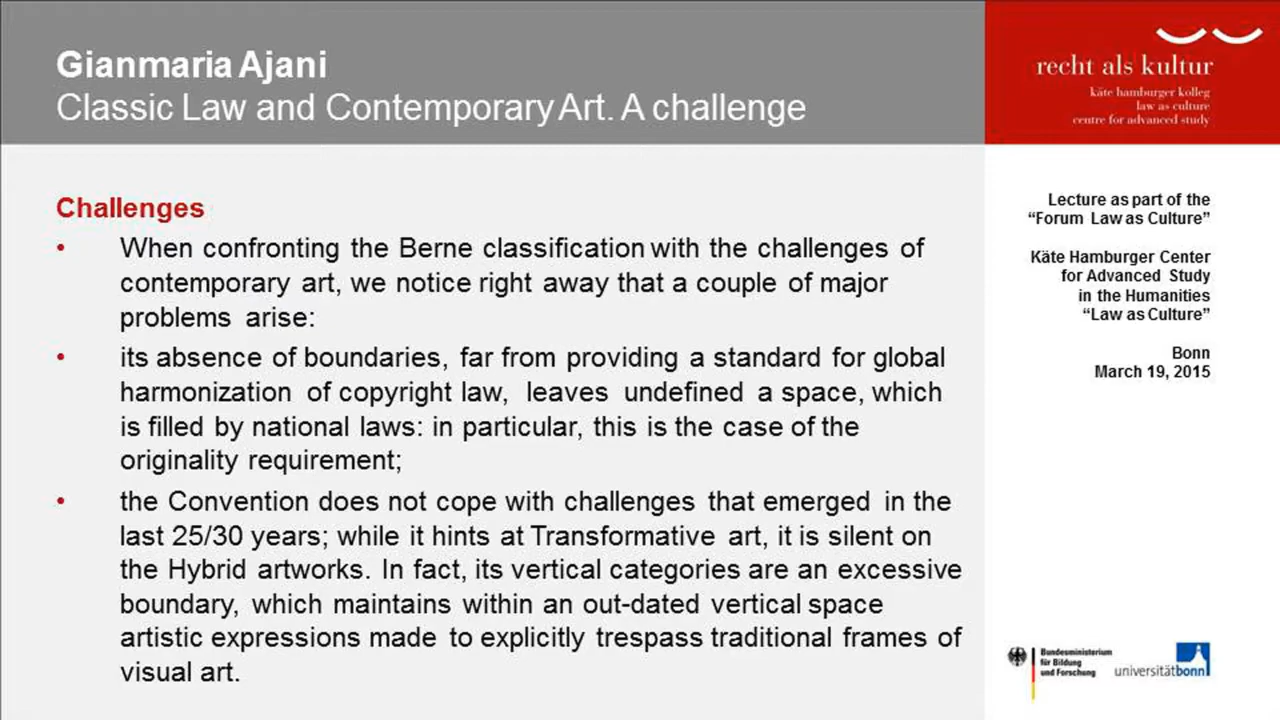 Gianmaria Ajani
Classic Law and Contemporary Art. A challenge
recht als kultur
käte hamburger kolleg
law as culture
centre for advanced study
Challenges
• When confronting the Berne classification with the challenges of
contemporary art, we notice right away that a couple of major
problems arise:
• its absence of boundaries, far from providing a standard for global
harmonization of copyright law, leaves undefined a space, which
is filled by national laws: in particular, this is the case of the
originality requirement;
• the Convention does not cope with challenges that emerged in the
last 25/30 years; while it hints at Transformative art, it is silent on
the Hybrid artworks. In fact, its vertical categories are an excessive
boundary, which maintains within an out-dated vertical space
artistic expressions made to explicitly trespass traditional frames of
visual art.
Lecture as part of the
“Forum Law as Culture”
Käte Hamburger Center
for Advanced Study
in the Humanities
“Law as Culture”
Bonn
March 19, 2015
Bundesministerium
für Bildung
und Forschung
universitätbonn